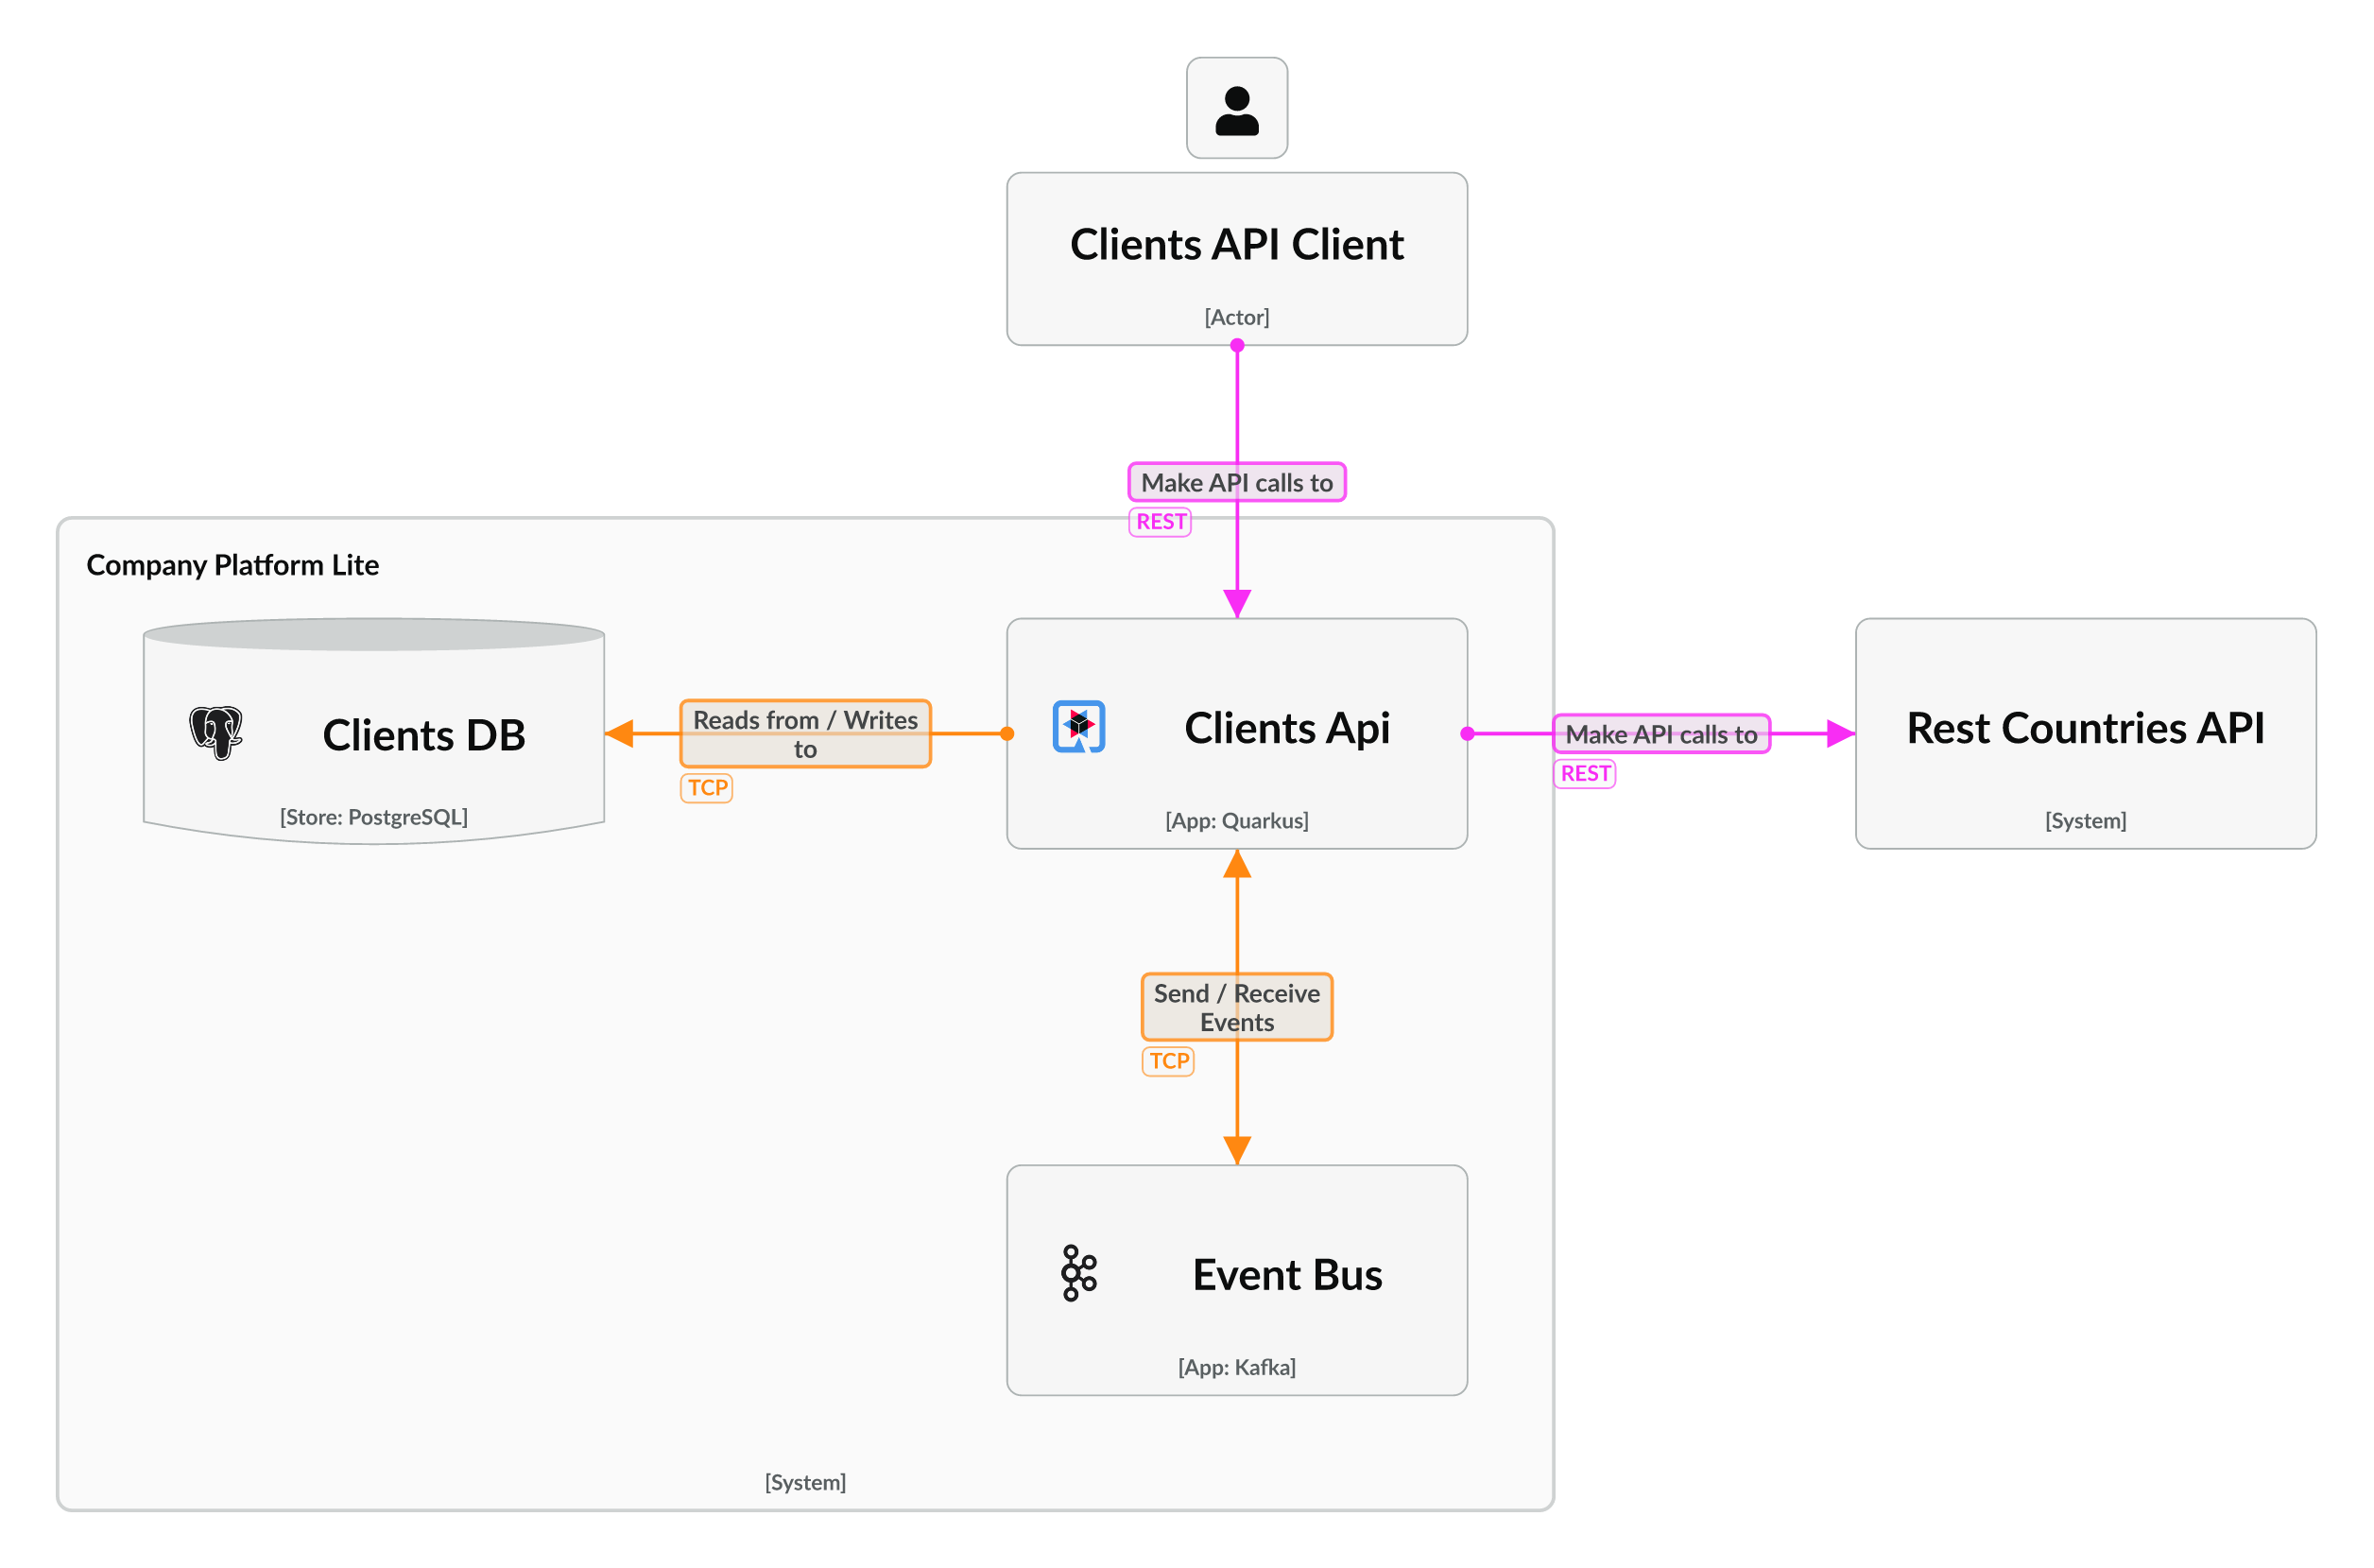 Clients API Client
[Actor]
Make API calls to
REST
Company Platform Lite
Clients DB
[Store: PostgreSQL]
Reads from / Writes
to
TCP
Clients Api
[App: Quarkus]
Make API calls to
REST
Rest Countries API
[System]
Send / Receive
Events
TCP
Event Bus
[App: Kafka]
[System]